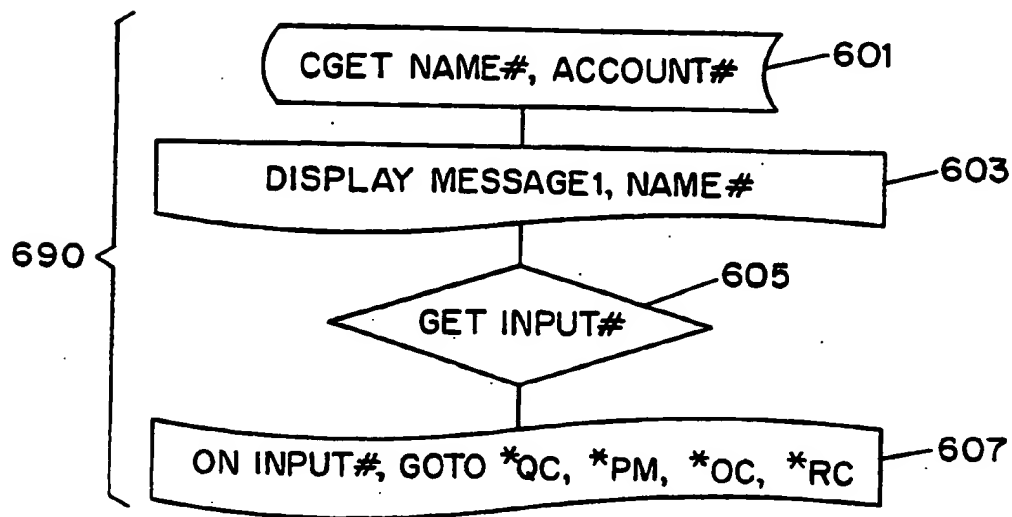 CGET NAME#, ACCOUNT#
601
DISPLAY MESSAGE1, NAME#
603
690
605
GET INPUT#
607
ON INPUT#, GOTO *QC, *PM, *OC, *RC